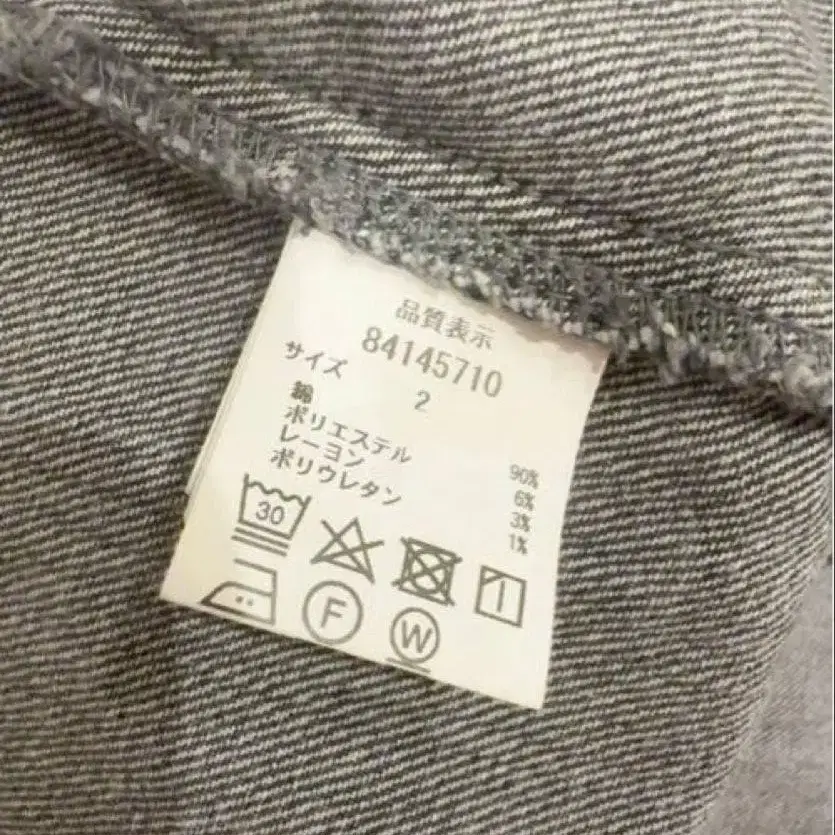 品質表示
84145710
サイズ 2
綿 90%
ポリエステル 6%
レーヨン 3%
ポリウレタン 1%
30
F W